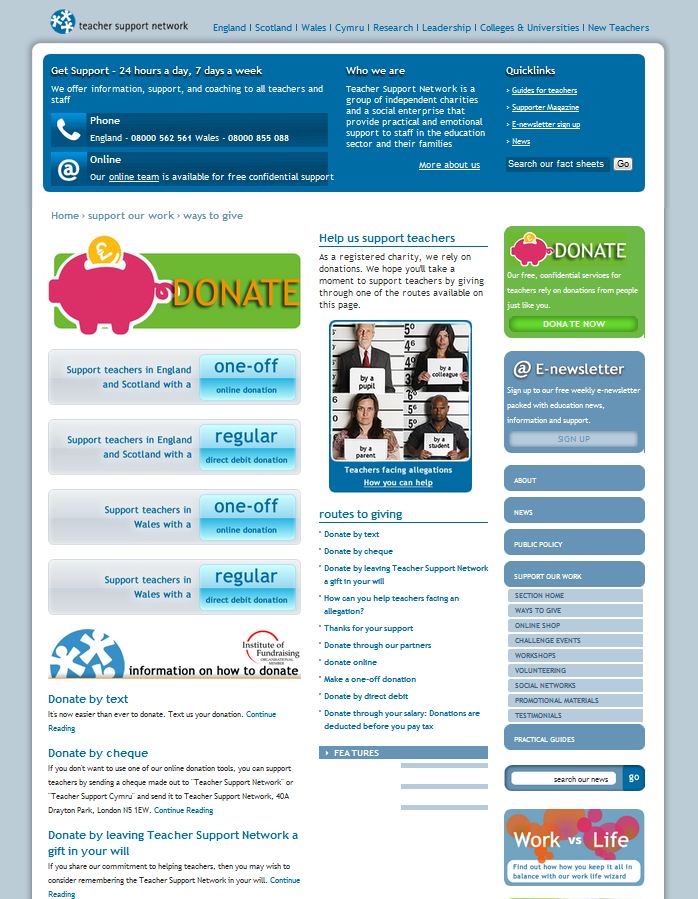 teacher support network
England | Scotland | Wales | Cymru | Research | Leadership | Colleges & Universities | New Teachers
Get Support - 24 hours a day, 7 days a week
We offer information, support, and coaching to all teachers and
staff
Phone
England - 08000 562 561 Wales - 08000 855 088
@
Online
Our online team is available for free confidential support
Who we are
Teacher Support Network is a
group of independent charities
and a social enterprise that
provide practical and emotional
support to staff in the education
sector and their families
More about us
Quicklinks
> Guides for teachers
> Supporter Magazine
> E-newsletter sign up
> News
Search our fact sheets Go
Home > support our work > ways to give
£
DONATE
Support teachers in England
and Scotland with a
one-off
online donation
Support teachers in England
and Scotland with a
regular
direct debit donation
Support teachers in
Wales with a
one-off
online donation
Support teachers in
Wales with a
regular
direct debit donation
Institute of
Fundraising
ORGANISATIONAL
MEMBER
information on how to donate
Donate by text
It's now easier than ever to donate. Text us your donation. Continue
Reading
Donate by cheque
If you don't want to use one of our online donation tools, you can support
teachers by sending a cheque made out to "Teacher Support Network" or
"Teacher Support Cymru" and send it to Teacher Support Network, 40A
Drayton Park, London N5 1EW. Continue Reading
Donate by leaving Teacher Support Network a
gift in your will
If you share our commitment to helping teachers, then you may wish to
consider remembering the Teacher Support Network in your will. Continue
Reading
Help us support teachers
As a registered charity, we rely on
donations. We hope you'll take a
moment to support teachers by giving
through one of the routes available on
this page.
by a
pupil
by a
colleague
by a
parent
by a
student
Teachers facing allegations
How you can help
routes to giving
Donate by text
Donate by cheque
Donate by leaving Teacher Support Network
a gift in your will
How can you help teachers facing an
allegation?
Thanks for your support
Donate through our partners
donate online
Make a one-off donation
Donate by direct debit
Donate through your salary: Donations are
deducted before you pay tax
FEATURES
£
DONATE
Our free, confidential services for
teachers rely on donations from people
just like you.
DONATE NOW
@ E-newsletter
Sign up to our free weekly e-newsletter
packed with education news,
information and support.
SIGN UP
ABOUT
NEWS
PUBLIC POLICY
SUPPORT OUR WORK
SECTION HOME
WAYS TO GIVE
ONLINE SHOP
CHALLENGE EVENTS
WORKSHOPS
VOLUNTEERING
SOCIAL NETWORKS
PROMOTIONAL MATERIALS
TESTIMONIALS
PRACTICAL GUIDES
search our news go
Work vs Life
Find out how how you keep it all in
balance with our work life wizard